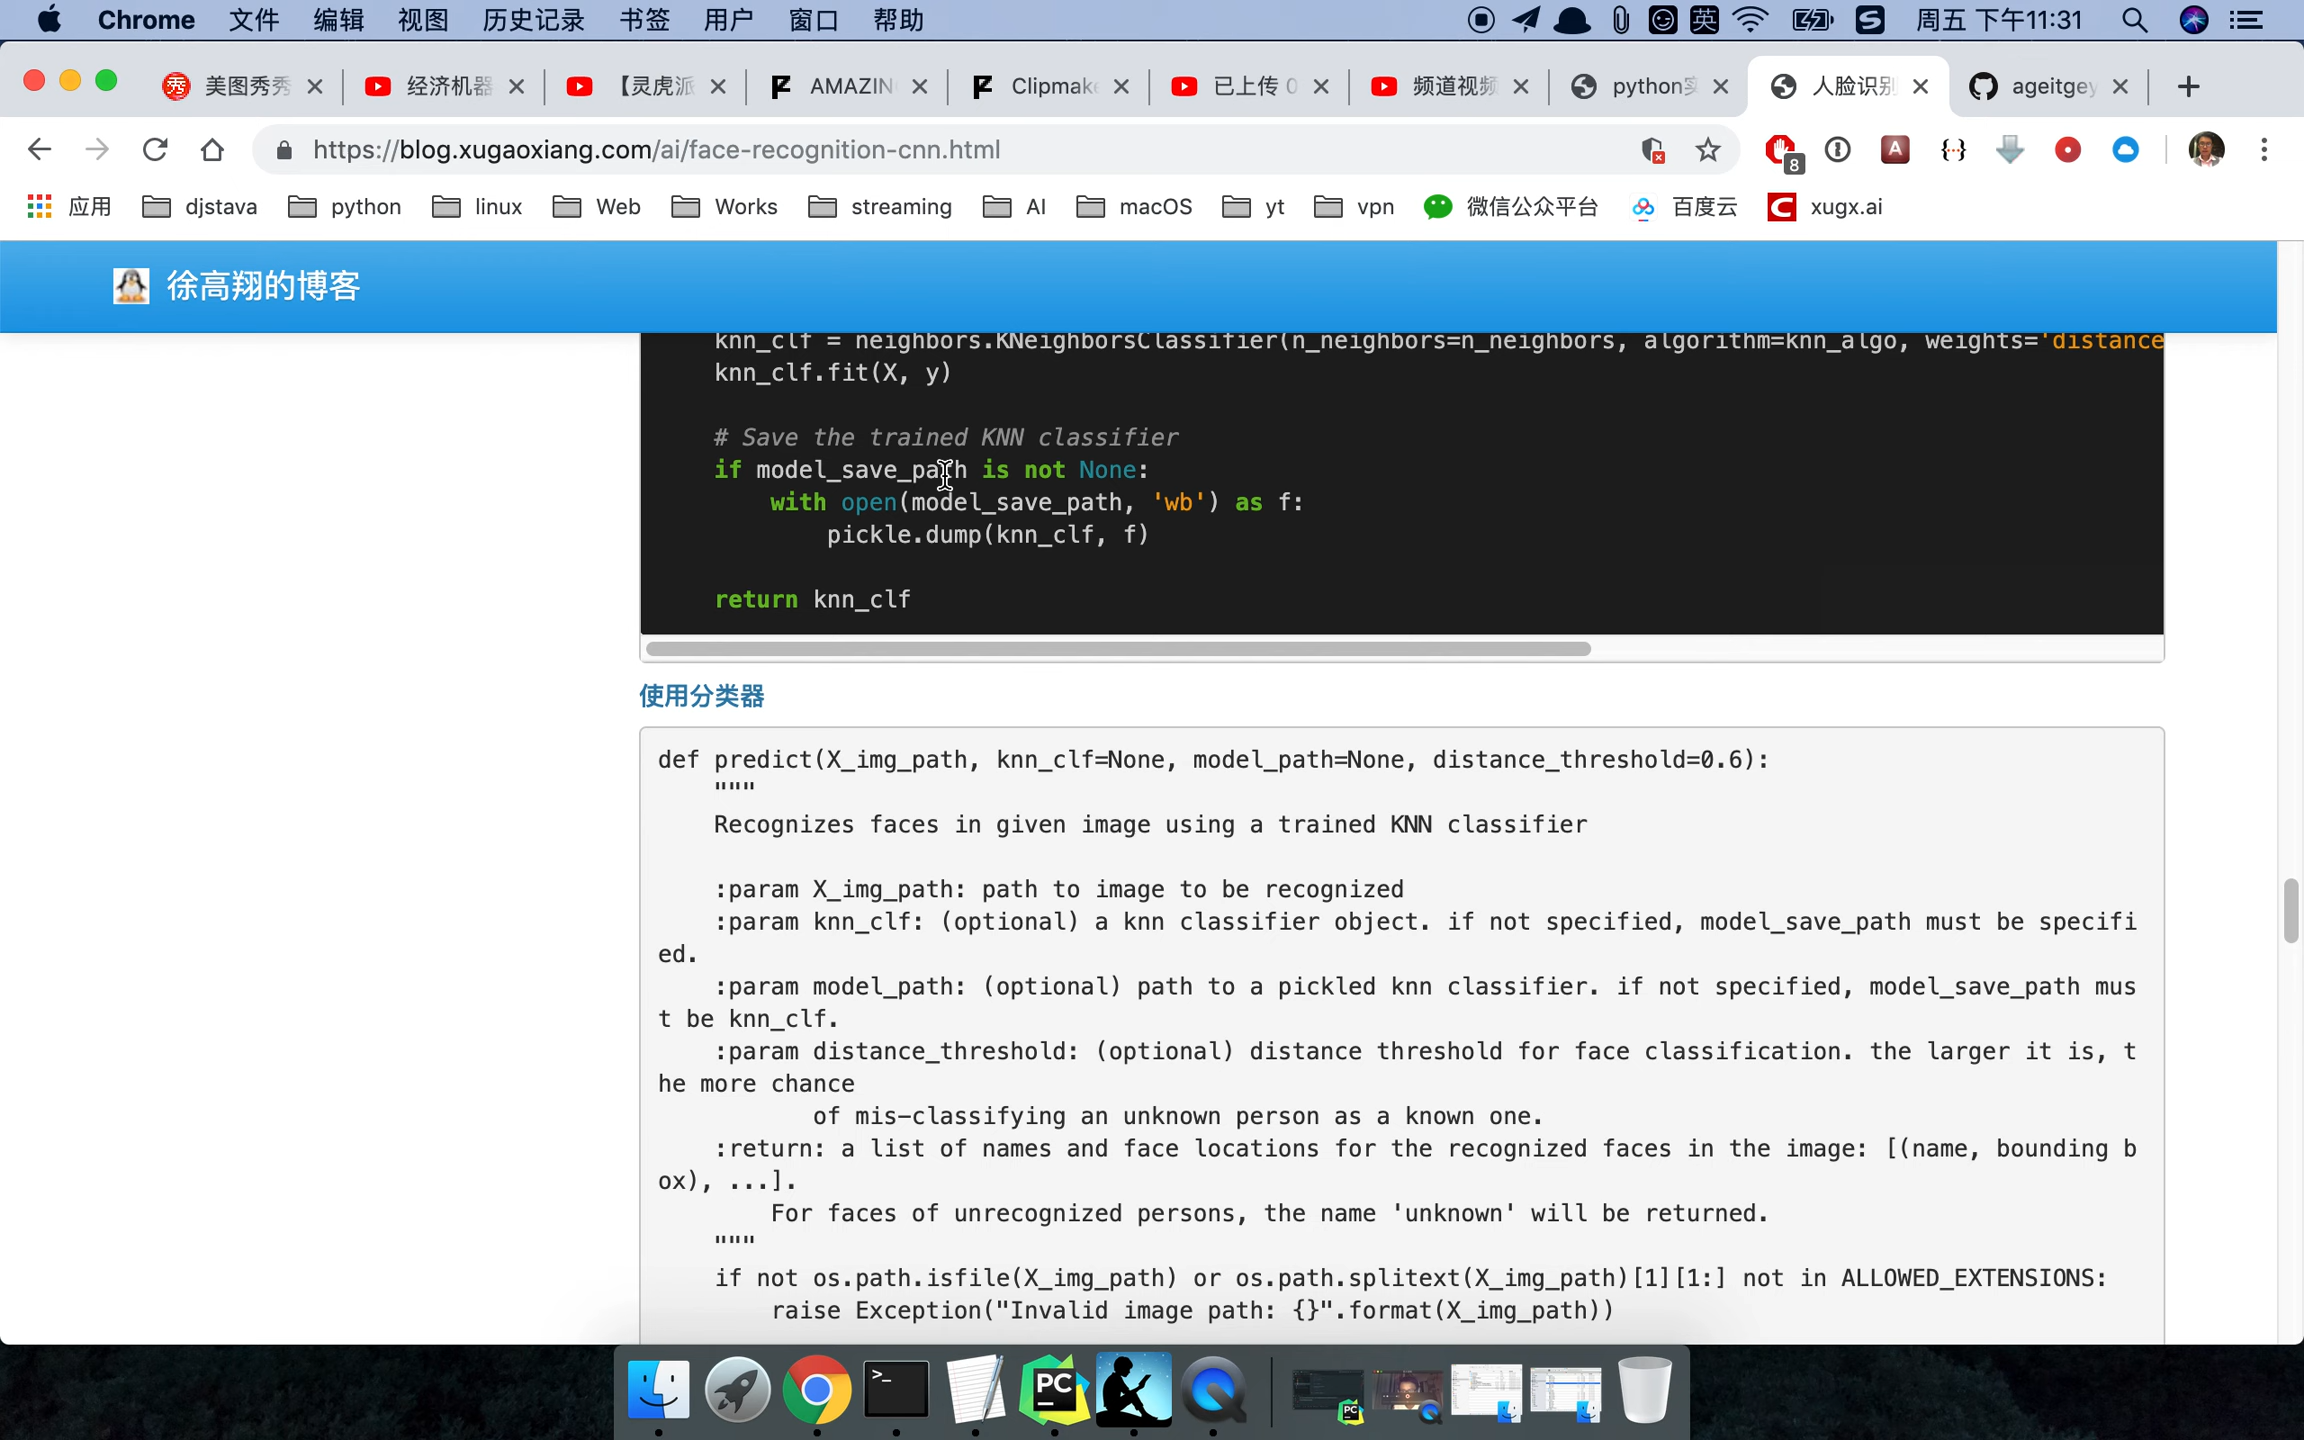 Chrome 文件 编辑 视图 历史记录 书签 用户 窗口 帮助 英 周五 下午11:31
美图秀秀 经济机器 【灵虎派 AMAZIN Clipmake 已上传 0 频道视频 python实 人脸识别 ageitgey
https://blog.xugaoxiang.com/ai/face-recognition-cnn.html 8
应用 djstava python linux Web Works streaming AI macOS yt vpn 微信公众平台 百度云 xugx.ai
徐高翔的博客
knn_clf = neighbors.KNeighborsClassifier(n_neighbors=n_neighbors, algorithm=knn_algo, weights='distance
knn_clf.fit(X, y)
# Save the trained KNN classifier
if model_save_path is not None:
with open(model_save_path, 'wb') as f:
pickle.dump(knn_clf, f)
return knn_clf
使用分类器
def predict(X_img_path, knn_clf=None, model_path=None, distance_threshold=0.6):
"""
Recognizes faces in given image using a trained KNN classifier
:param X_img_path: path to image to be recognized
:param knn_clf: (optional) a knn classifier object. if not specified, model_save_path must be specifi
ed.
:param model_path: (optional) path to a pickled knn classifier. if not specified, model_save_path mus
t be knn_clf.
:param distance_threshold: (optional) distance threshold for face classification. the larger it is, t
he more chance
of mis-classifying an unknown person as a known one.
:return: a list of names and face locations for the recognized faces in the image: [(name, bounding b
ox), ...].
For faces of unrecognized persons, the name 'unknown' will be returned.
"""
if not os.path.isfile(X_img_path) or os.path.splitext(X_img_path)[1][1:] not in ALLOWED_EXTENSIONS:
raise Exception("Invalid image path: {}".format(X_img_path))